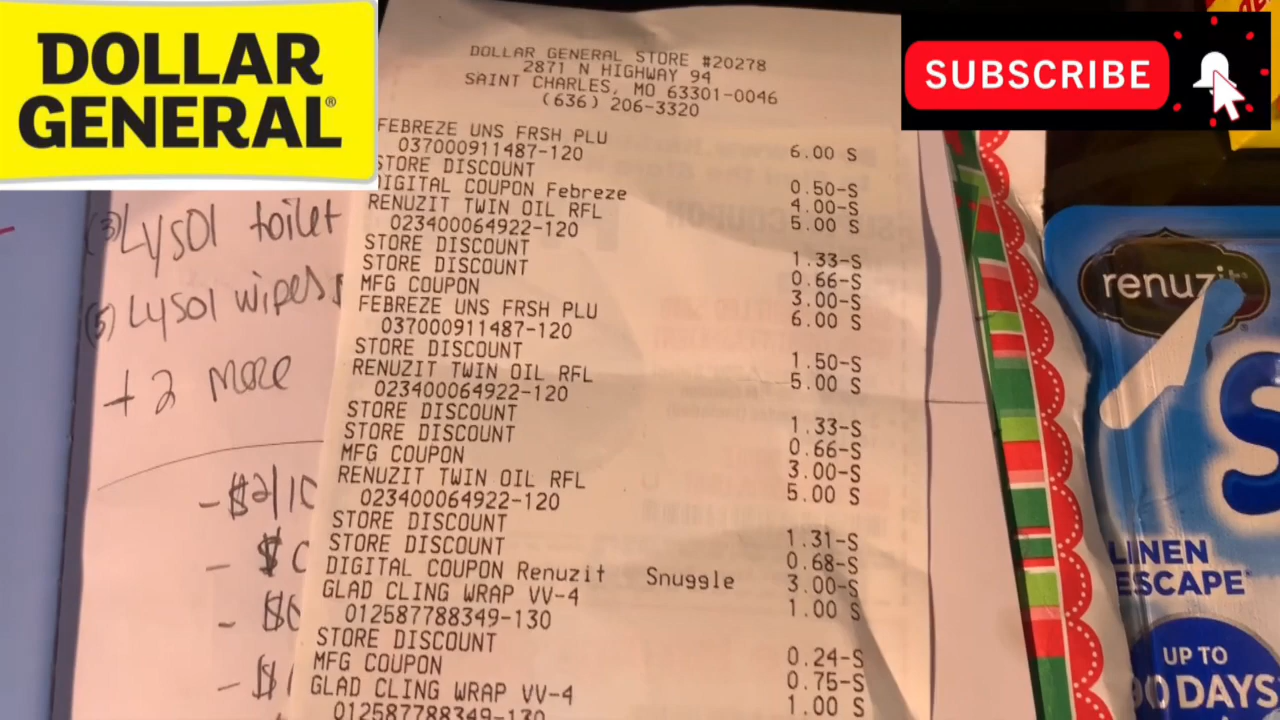 DOLLAR
GENERAL®
SUBSCRIBE
DOLLAR GENERAL STORE #20278
2871 N HIGHWAY 94
SAINT CHARLES, MO 63301-0046
(636) 206-3320
FEBREZE UNS FRSH PLU
037000911487-120 6.00 S
STORE DISCOUNT 0.50-S
DIGITAL COUPON Febreze 4.00-S
RENUZIT TWIN OIL RFL
023400064922-120 5.00 S
STORE DISCOUNT 1.33-S
STORE DISCOUNT 0.66-S
MFG COUPON 3.00-S
FEBREZE UNS FRSH PLU
037000911487-120 6.00 S
STORE DISCOUNT 1.50-S
RENUZIT TWIN OIL RFL
023400064922-120 5.00 S
STORE DISCOUNT 1.33-S
STORE DISCOUNT 0.66-S
MFG COUPON 3.00-S
RENUZIT TWIN OIL RFL
023400064922-120 5.00 S
STORE DISCOUNT 1.31-S
STORE DISCOUNT 0.68-S
DIGITAL COUPON Renuzit Snuggle 3.00-S
GLAD CLING WRAP VV-4
012587788349-130 1.00 S
STORE DISCOUNT 0.24-S
MFG COUPON 0.75-S
GLAD CLING WRAP VV-4
012587788349-130 1.00 S
(3) Lysol toilet
(5) Lysol wipes
+ 2 more
- $2/10
renuzit
LINEN
ESCAPE
UP TO
90 DAYS